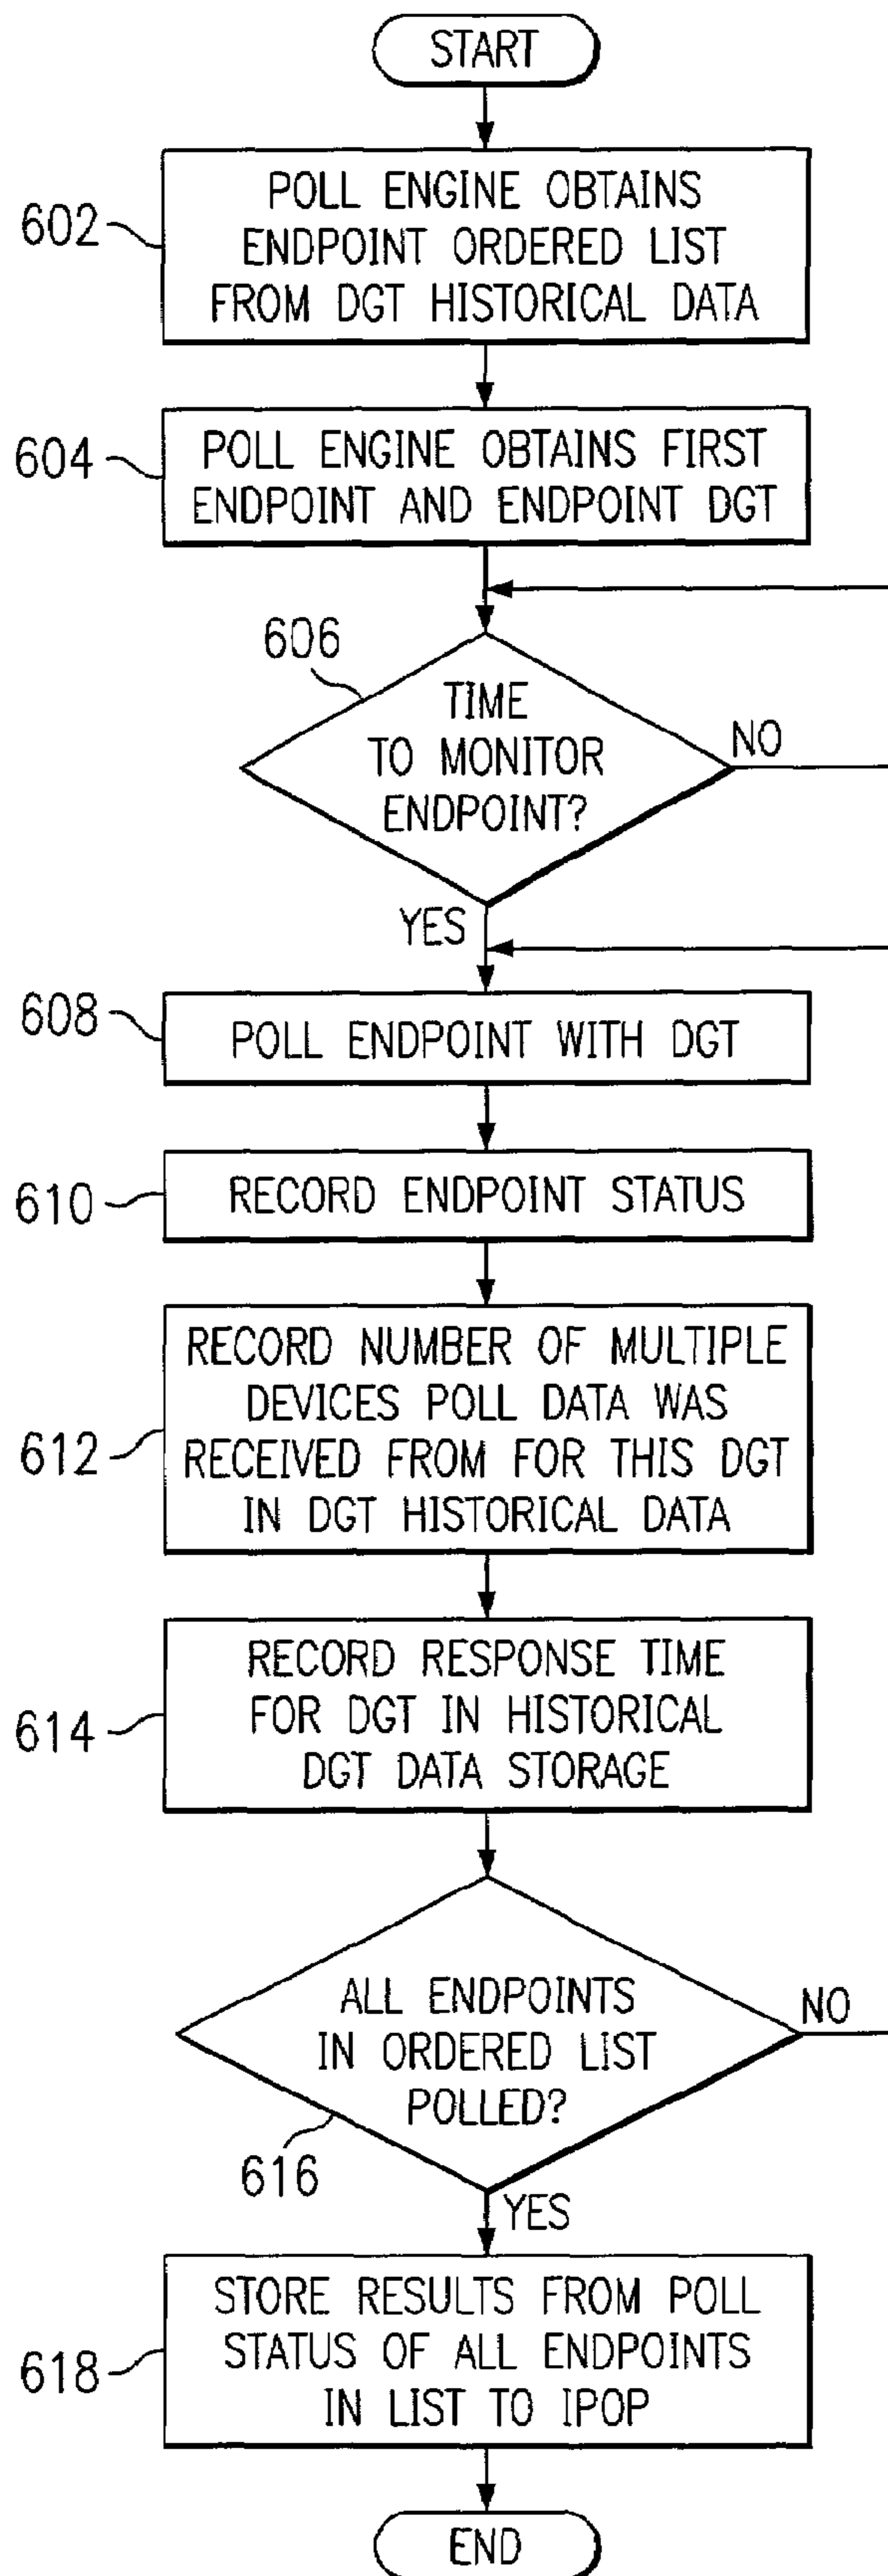 START
602
POLL ENGINE OBTAINS
ENDPOINT ORDERED LIST
FROM DGT HISTORICAL DATA
604
POLL ENGINE OBTAINS FIRST
ENDPOINT AND ENDPOINT DGT
606
TIME
TO MONITOR
ENDPOINT?
NO
YES
608
POLL ENDPOINT WITH DGT
610
RECORD ENDPOINT STATUS
612
RECORD NUMBER OF MULTIPLE
DEVICES POLL DATA WAS
RECEIVED FROM FOR THIS DGT
IN DGT HISTORICAL DATA
614
RECORD RESPONSE TIME
FOR DGT IN HISTORICAL
DGT DATA STORAGE
ALL ENDPOINTS
IN ORDERED LIST
POLLED?
NO
616
YES
618
STORE RESULTS FROM POLL
STATUS OF ALL ENDPOINTS
IN LIST TO IPOP
END